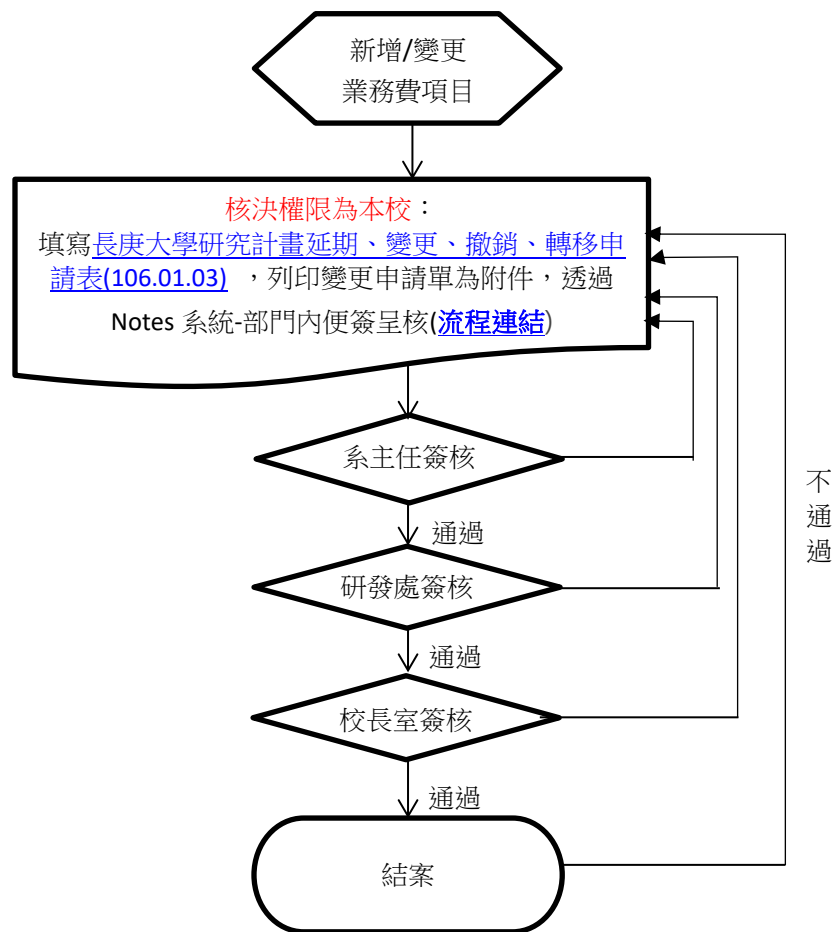 新增/變更
業務費項目
核決權限為本校：
填寫長庚大學研究計畫延期、變更、撤銷、轉移申
請表(106.01.03) ，列印變更申請單為附件，透過
Notes 系統-部門內便簽呈核(流程連結)
系主任簽核
通過
研發處簽核
通過
校長室簽核
通過
結案
不
通
過